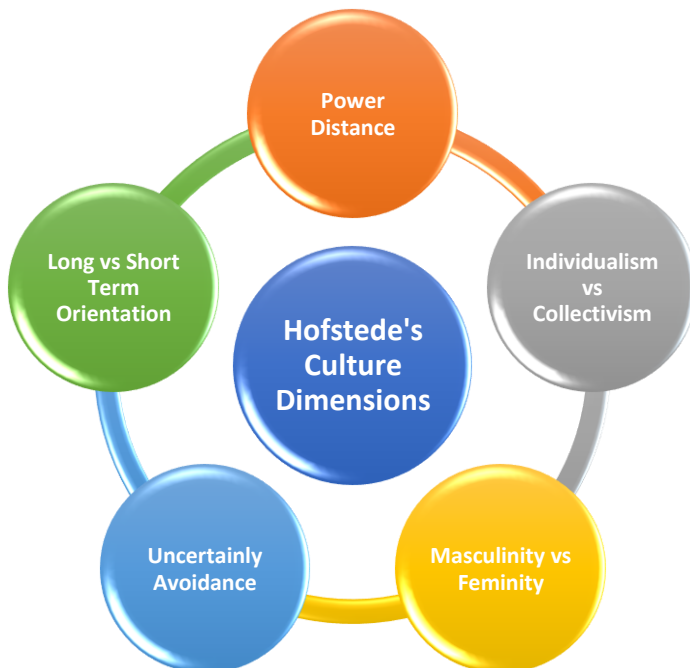 Power
Distance
Individualism
vs
Collectivism
Masculinity vs
Feminity
Uncertainly
Avoidance
Long vs Short
Term
Orientation
Hofstede's
Culture
Dimensions